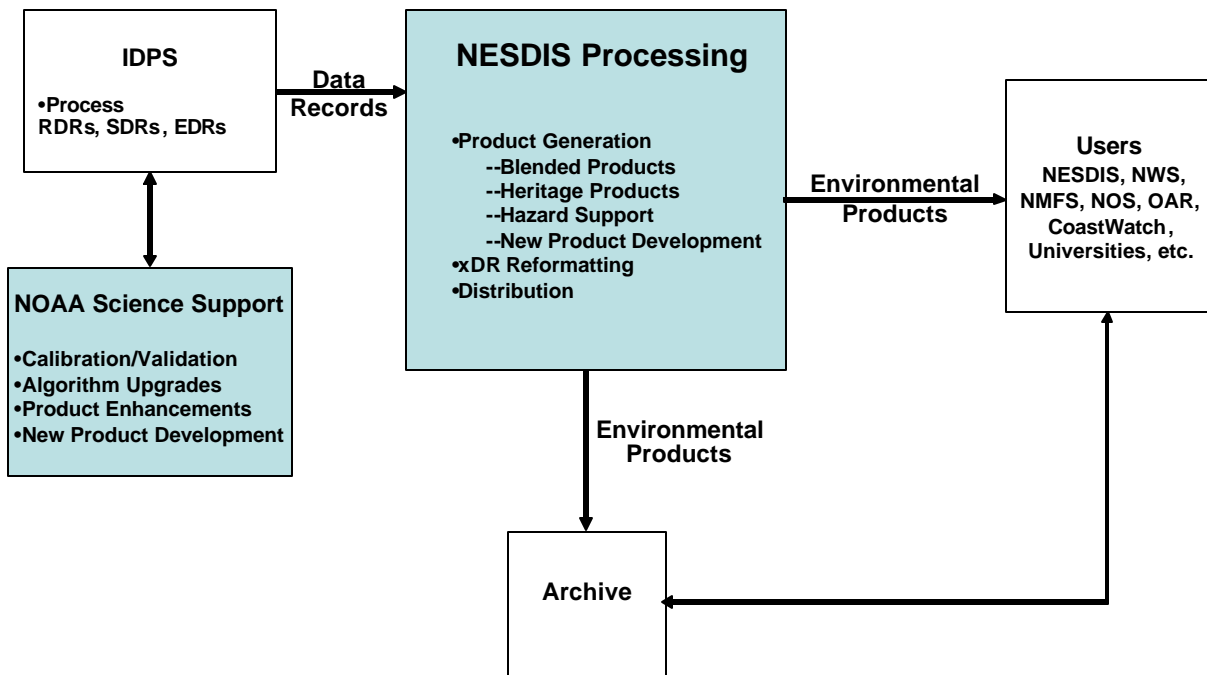 IDPS
•Process
RDRs, SDRs, EDRs
Data
Records
NESDIS Processing
•Product Generation
--Blended Products
--Heritage Products
--Hazard Support
--New Product Development
•xDR Reformatting
•Distribution
Environmental
Products
Users
NESDIS, NWS,
NMFS, NOS, OAR,
CoastWatch,
Universities, etc.
NOAA Science Support
•Calibration/Validation
•Algorithm Upgrades
•Product Enhancements
•New Product Development
Environmental
Products
Archive